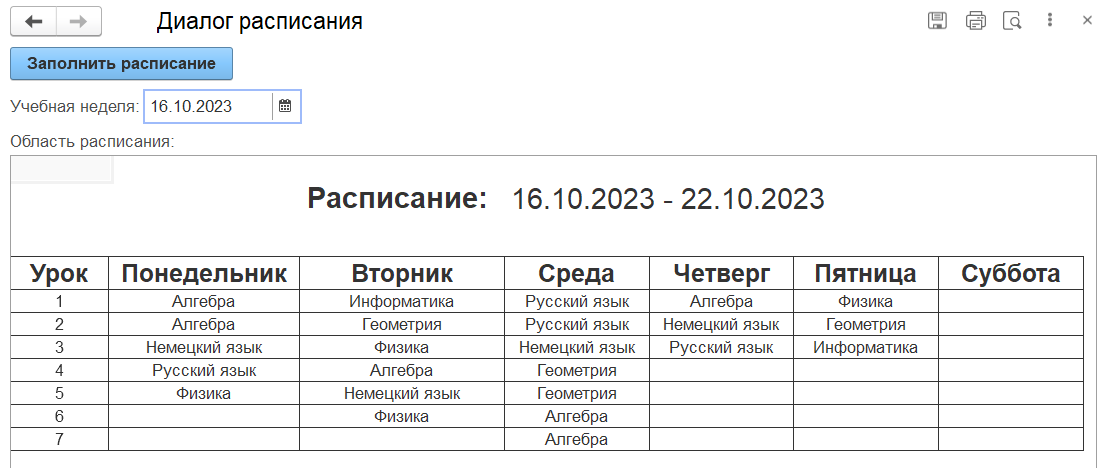 Диалог расписания
Заполнить расписание
Учебная неделя: 16.10.2023
Область расписания:
Расписание: 16.10.2023 - 22.10.2023
Урок Понедельник Вторник Среда Четверг Пятница Суббота
1 Алгебра Информатика Русский язык Алгебра Физика
2 Алгебра Геометрия Русский язык Немецкий язык Геометрия
3 Немецкий язык Физика Немецкий язык Русский язык Информатика
4 Русский язык Алгебра Геометрия
5 Физика Немецкий язык Геометрия
6 Физика Алгебра
7 Алгебра